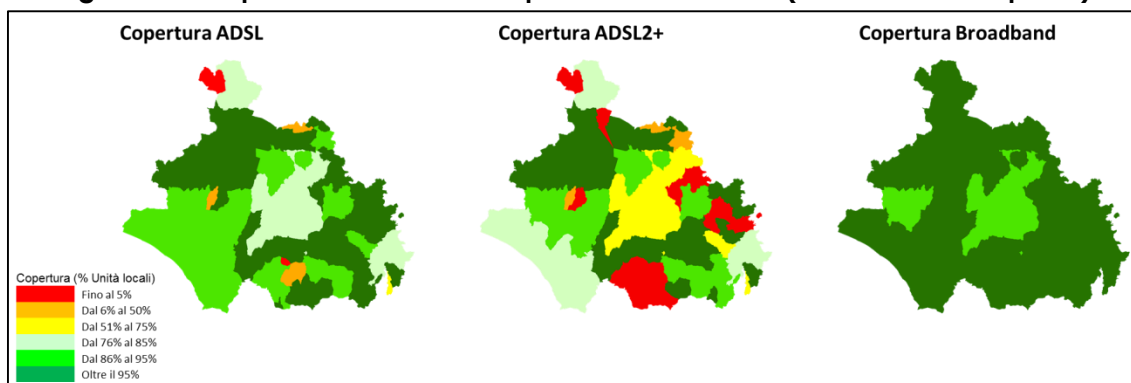 Copertura ADSL
Copertura ADSL2+
Copertura Broadband
Copertura (% Unità locali)
Fino al 5%
Dal 6% al 50%
Dal 51% al 75%
Dal 76% al 85%
Dal 86% al 95%
Oltre il 95%